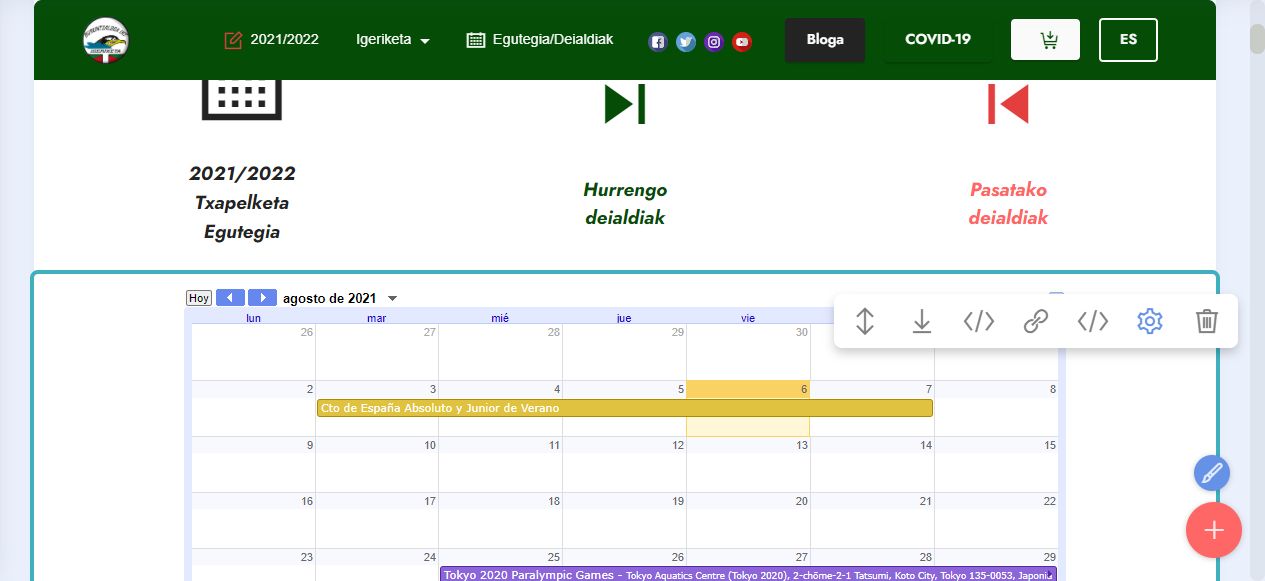 2021/2022
Igeriketa
Egutegia/Deialdiak
Bloga
COVID-19
ES
2021/2022
Txapelketa
Egutegia
Hurrengo
deialdiak
Pasatako
deialdiak
Hoy
agosto de 2021
lun mar mié jue vie
26 27 28 29 30
2 3 4 5 6 7 8
Cto de España Absoluto y Junior de Verano
9 10 11 12 13 14 15
16 17 18 19 20 21 22
23 24 25 26 27 28 29
Tokyo 2020 Paralympic Games - Tokyo Aquatics Centre (Tokyo 2020), 2-chōme-2-1 Tatsumi, Koto City, Tokyo 135-0053, Japoni